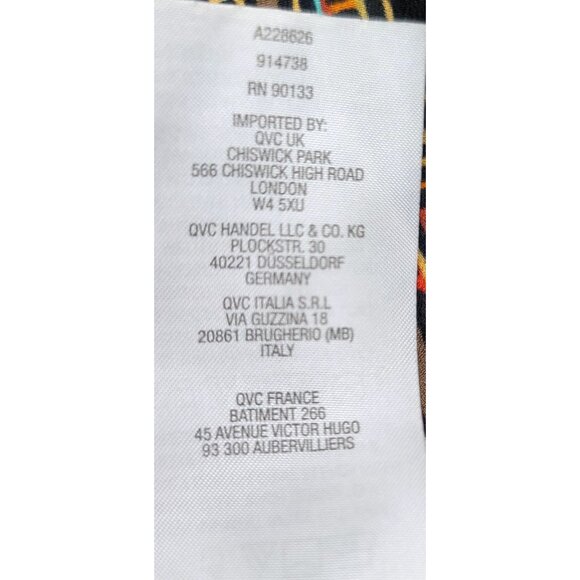 A228626
914738
RN 90133
IMPORTED BY:
QVC UK
CHISWICK PARK
566 CHISWICK HIGH ROAD
LONDON
W4 5XU
QVC HANDEL LLC & CO. KG
PLOCKSTR. 30
40221 DÜSSELDORF
GERMANY
QVC ITALIA S.R.L
VIA GUZZINA 18
20861 BRUGHERIO (MB)
ITALY
QVC FRANCE
BATIMENT 266
45 AVENUE VICTOR HUGO
93 300 AUBERVILLIERS